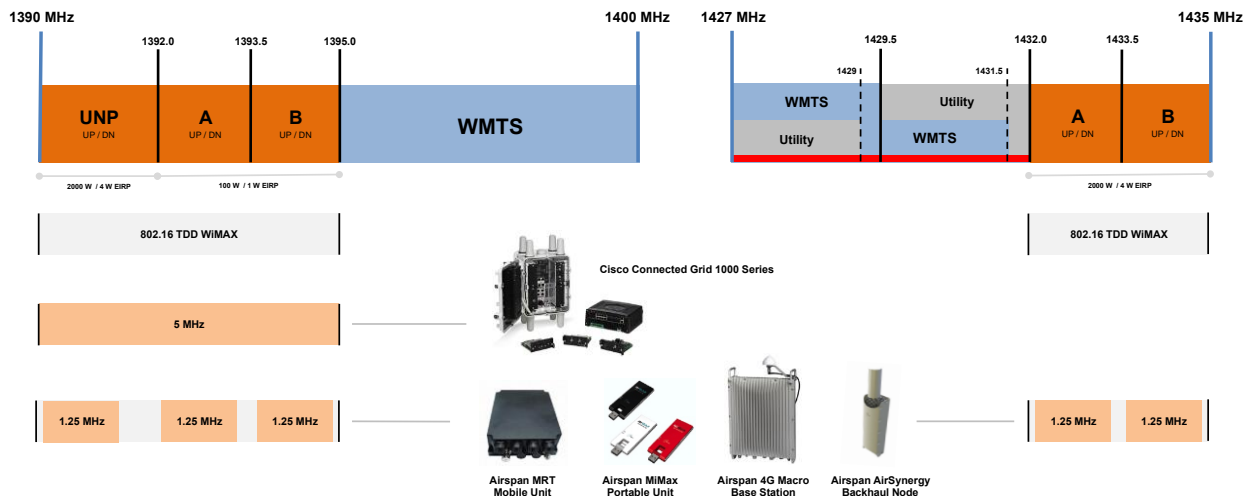 1390 MHz
1400 MHz
1427 MHz
1435 MHz
1392.0
1393.5
1395.0
1429.5
1432.0
1433.5
1429
1431.5
UNP
UP / DN
A
UP / DN
B
UP / DN
WMTS
WMTS
Utility
Utility
WMTS
A
UP / DN
B
UP / DN
2000 W / 4 W EIRP
100 W / 1 W EIRP
2000 W / 4 W EIRP
802.16 TDD WiMAX
802.16 TDD WiMAX
Cisco Connected Grid 1000 Series
5 MHz
1.25 MHz
1.25 MHz
1.25 MHz
1.25 MHz
1.25 MHz
Airspan MRT
Mobile Unit
Airspan MiMax
Portable Unit
Airspan 4G Macro
Base Station
Airspan AirSynergy
Backhaul Node